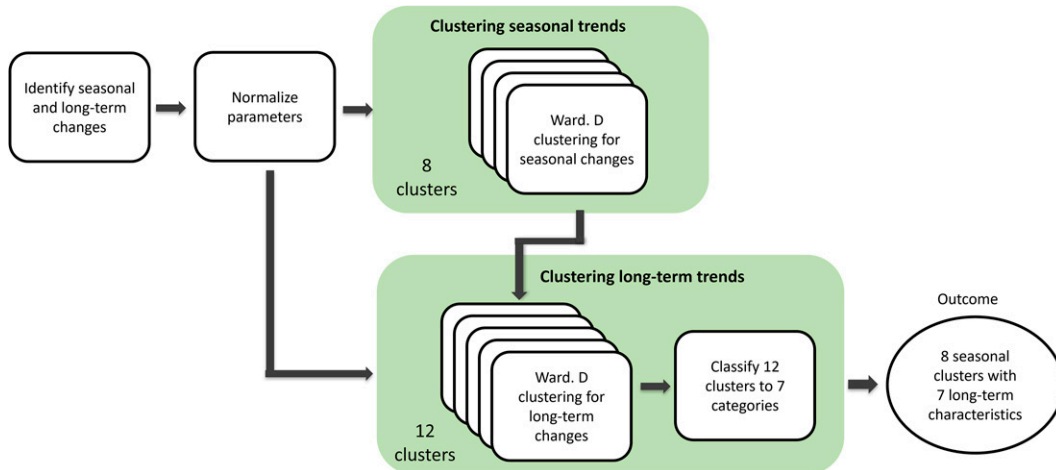 Clustering seasonal trends
Identify seasonal
and long-term
changes
Normalize
parameters
Ward. D
clustering for
seasonal changes
8
clusters
Clustering long-term trends
Ward. D
clustering for
long-term
changes
12
clusters
Classify 12
clusters to 7
categories
Outcome
8 seasonal
clusters with
7 long-term
characteristics